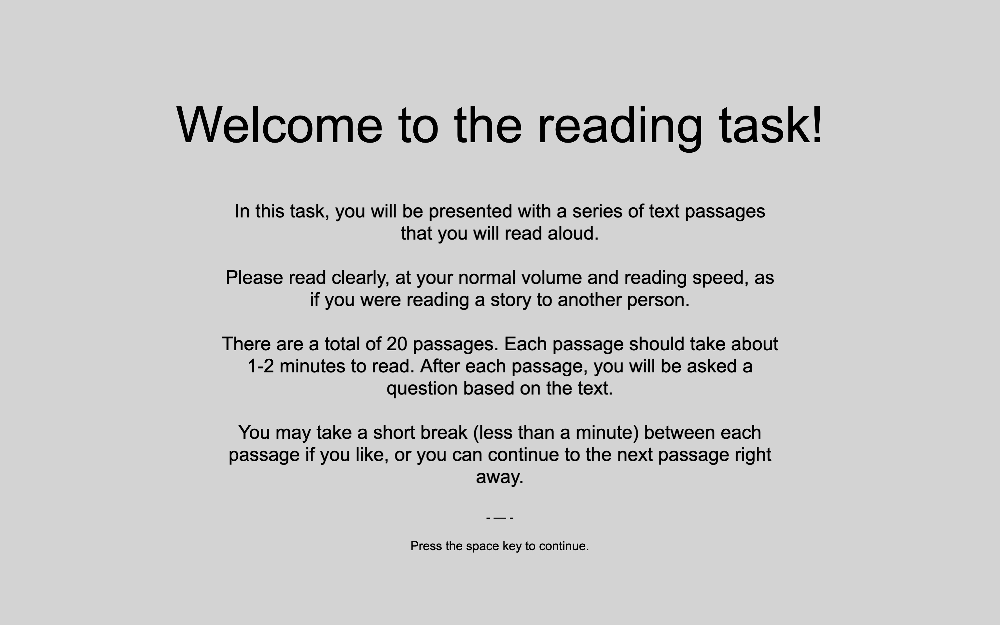 Welcome to the reading task!
In this task, you will be presented with a series of text passages
that you will read aloud.
Please read clearly, at your normal volume and reading speed, as
if you were reading a story to another person.
There are a total of 20 passages. Each passage should take about
1-2 minutes to read. After each passage, you will be asked a
question based on the text.
You may take a short break (less than a minute) between each
passage if you like, or you can continue to the next passage right
away.
- — -
Press the space key to continue.